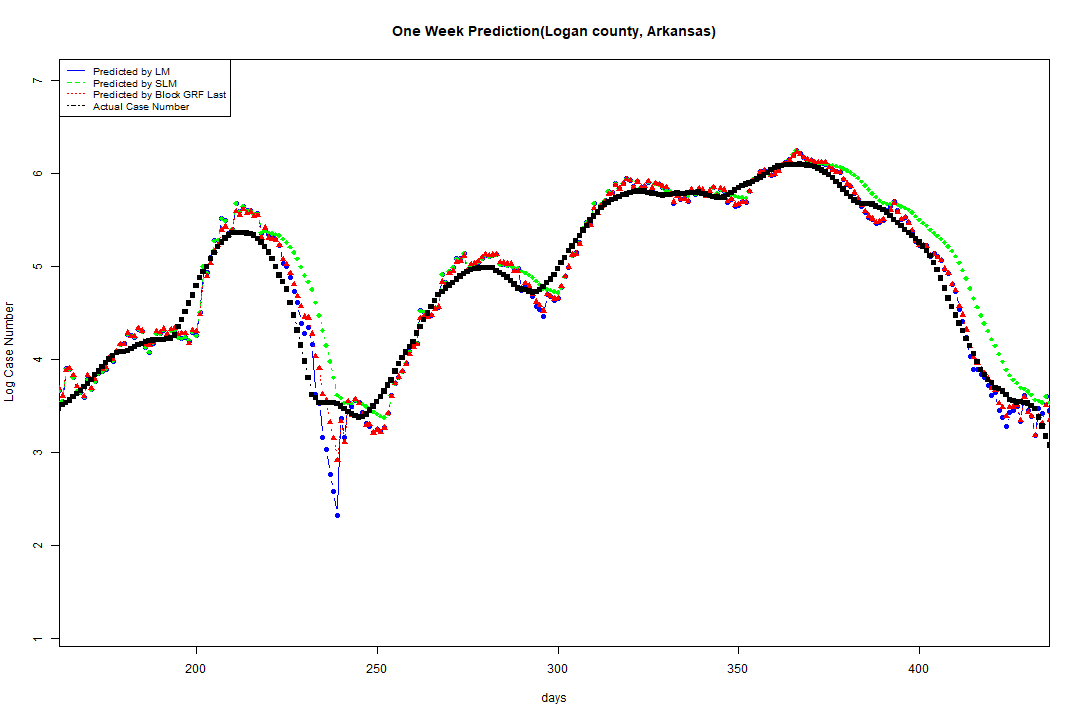 One Week Prediction(Logan county, Arkansas)
Predicted by LM
Predicted by SLM
Predicted by Block GRF Last
Actual Case Number
7
6
5
4
3
2
1
Log Case Number
200 250 300 350 400
days